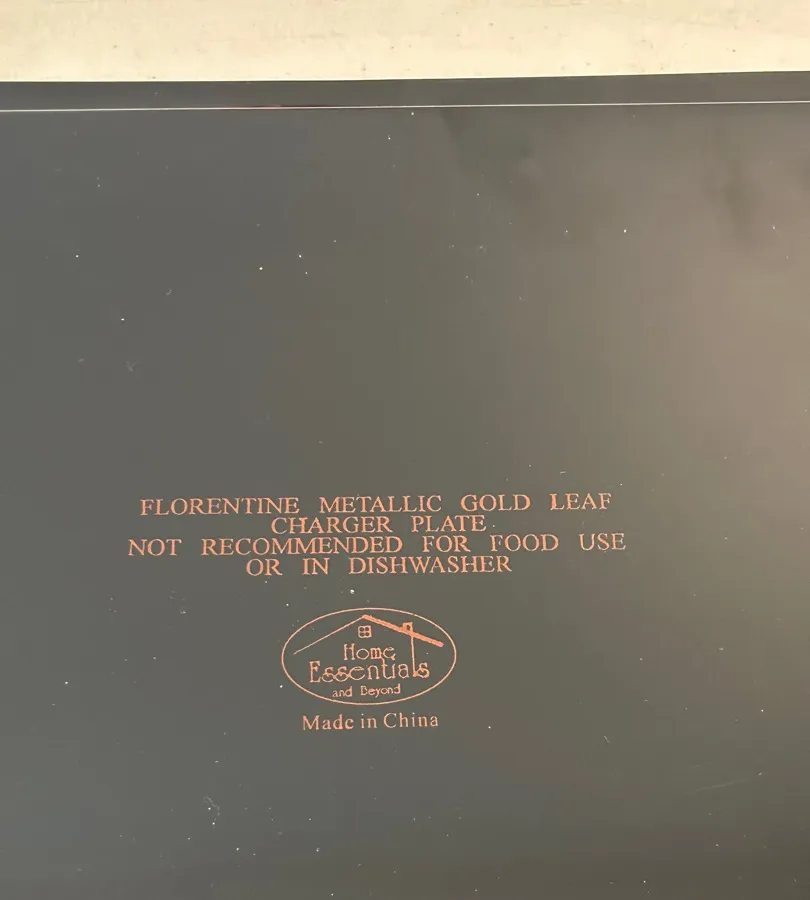 FLORENTINE METALLIC GOLD LEAF
CHARGER PLATE
NOT RECOMMENDED FOR FOOD USE
OR IN DISHWASHER
Home
Essentials
and Beyond
Made in China